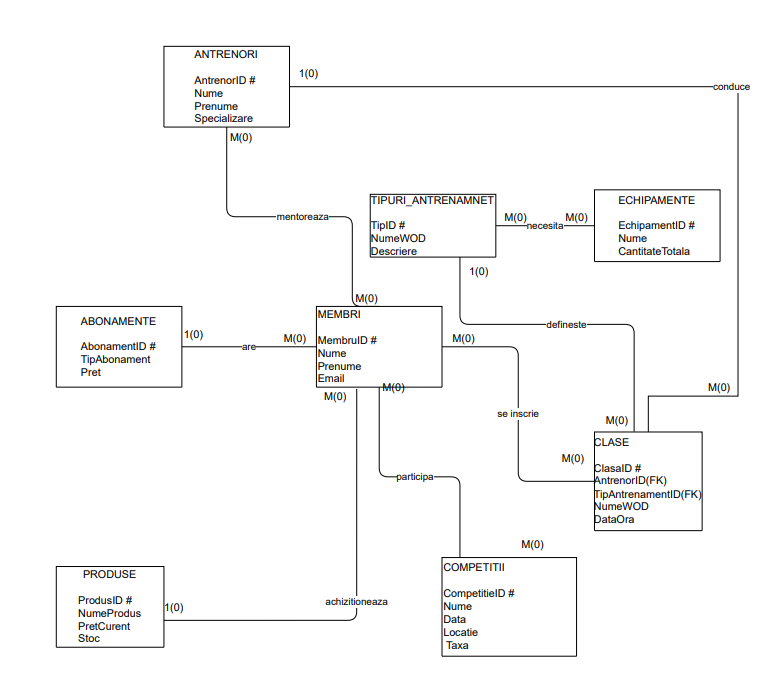 ANTRENORI
AntrenorID #
Nume
Prenume
Specializare
1(0)
conduce
M(0)
mentoreaza
TIPURI_ANTRENAMNET
TipID #
NumeWOD
Descriere
M(0)
necesita
M(0)
ECHIPAMENTE
EchipamentID #
Nume
CantitateTotala
1(0)
M(0)
ABONAMENTE
AbonamentID #
TipAbonament
Pret
1(0)
are
M(0)
MEMBRI
MembruID #
Nume
Prenume
Email
M(0)
defineste
M(0)
M(0)
M(0)
se inscrie
M(0)
M(0)
CLASE
ClasaID #
AntrenorID(FK)
TipAntrenamentID(FK)
NumeWOD
DataOra
participa
M(0)
COMPETITII
CompetitieID #
Nume
Data
Locatie
Taxa
PRODUSE
ProdusID #
NumeProdus
PretCurent
Stoc
1(0)
achizitioneaza